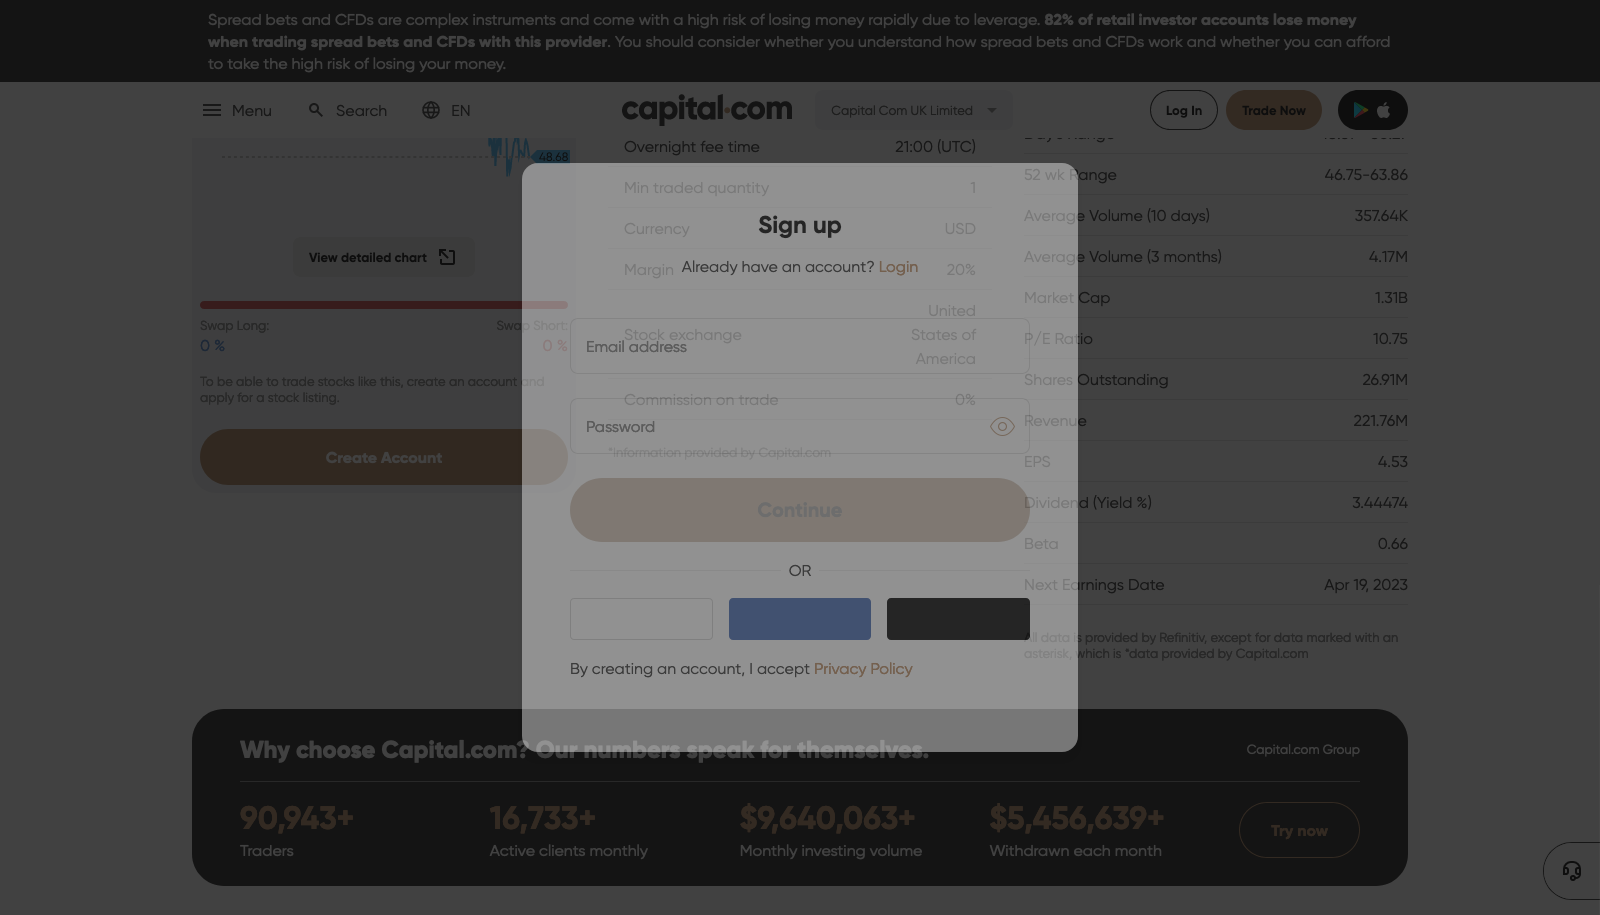 Spread bets and CFDs are complex instruments and come with a high risk of losing money rapidly due to leverage. 82% of retail investor accounts lose money
when trading spread bets and CFDs with this provider. You should consider whether you understand how spread bets and CFDs work and whether you can afford
to take the high risk of losing your money.
Menu
Search
EN
capital.com
Capital Com UK Limited
Log In
Trade Now
48.68
View detailed chart
Swap Long:
Swap Short:
0 %
0 %
To be able to trade stocks like this, create an account and
apply for a stock listing.
Create Account
Overnight fee time
21:00 (UTC)
Min traded quantity
1
Currency
USD
Margin
20%
Stock exchange
United
States of
America
Commission on trade
0%
*Information provided by Capital.com
Sign up
Already have an account? Login
Email address
Password
Continue
OR
By creating an account, I accept Privacy Policy
52 wk Range
46.75-63.86
Average Volume (10 days)
357.64K
Average Volume (3 months)
4.17M
Market Cap
1.31B
P/E Ratio
10.75
Shares Outstanding
26.91M
Revenue
221.76M
EPS
4.53
Dividend (Yield %)
3.44474
Beta
0.66
Next Earnings Date
Apr 19, 2023
All data is provided by Refinitiv, except for data marked with an
asterisk, which is *data provided by Capital.com
Why choose Capital.com? Our numbers speak for themselves.
Capital.com Group
90,943+
Traders
16,733+
Active clients monthly
$9,640,063+
Monthly investing volume
$5,456,639+
Withdrawn each month
Try now